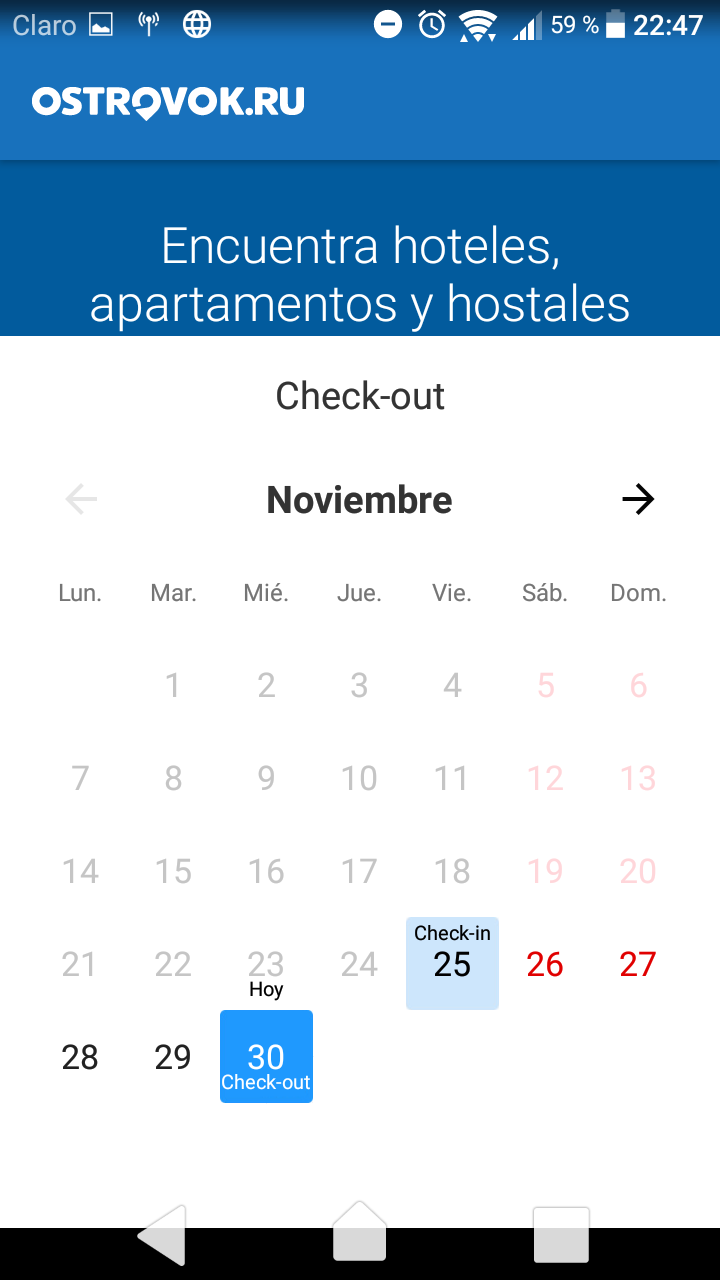 Claro 59 % 22:47
OSTROVOK.RU
Encuentra hoteles,
apartamentos y hostales
Check-out
Noviembre
Lun. Mar. Mié. Jue. Vie. Sáb. Dom.
1 2 3 4 5 6
7 8 9 10 11 12 13
14 15 16 17 18 19 20
Check-in
21 22 23 24 25 26 27
Hoy
28 29 30
Check-out